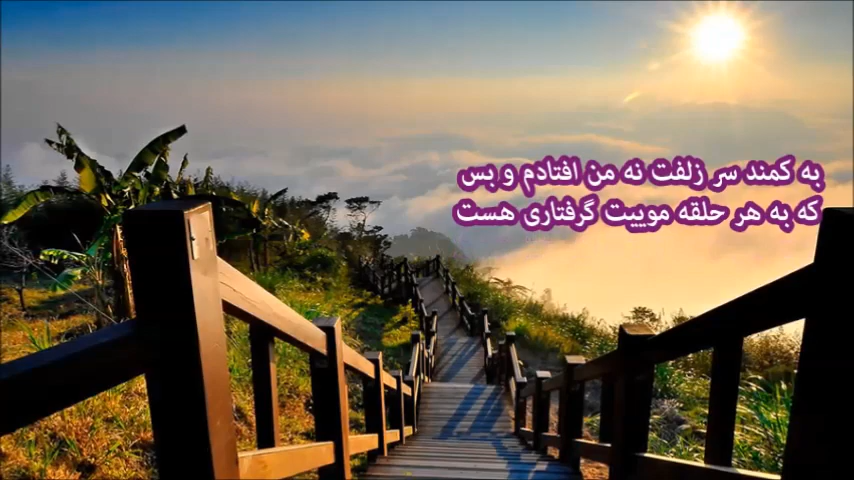 به کمند سر زلفت نه من افتادم و بس
که به هر حلقه موییت گرفتاری هست